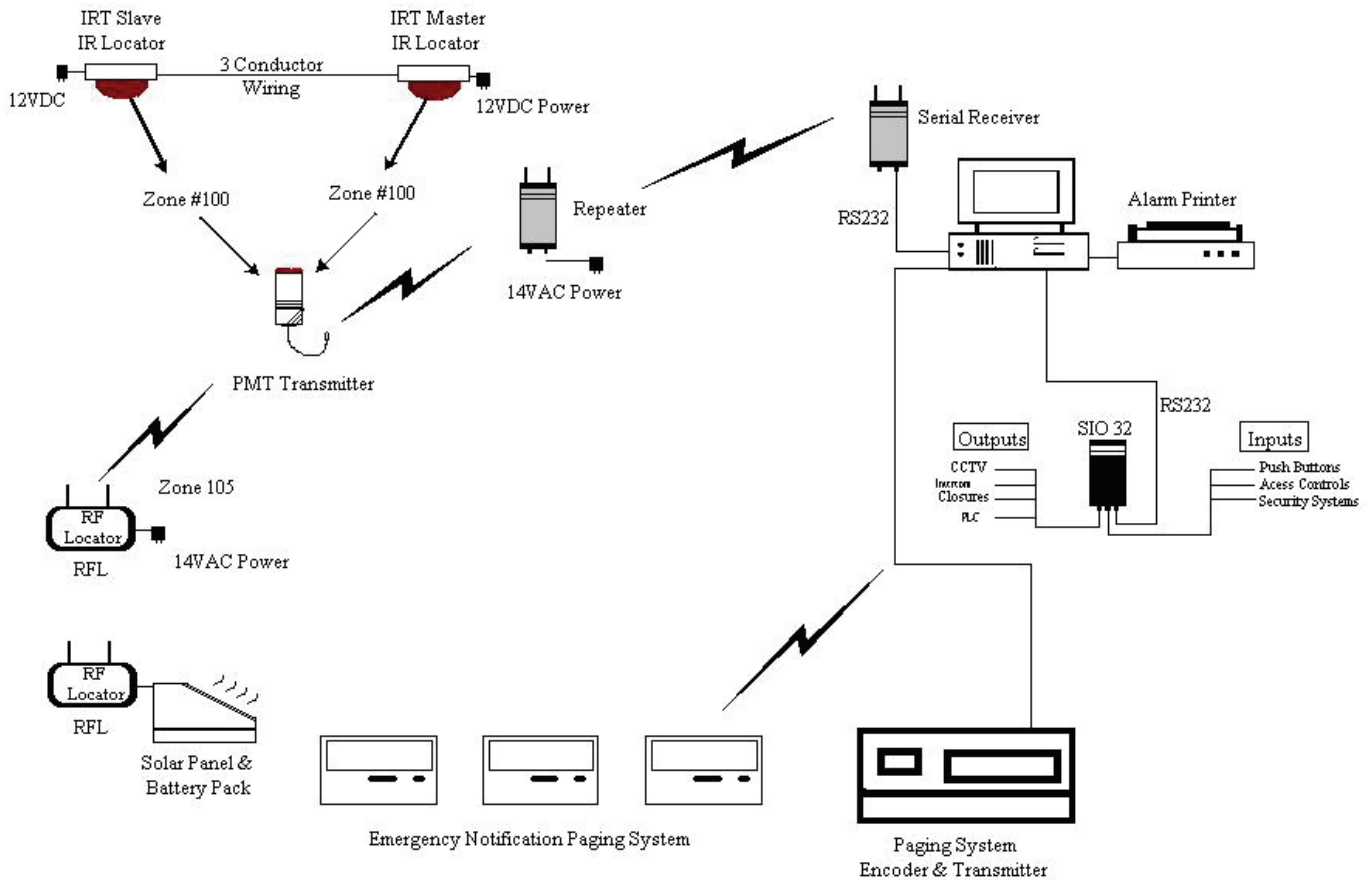 IRT Slave
IR Locator
IRT Master
IR Locator
3 Conductor
Wiring
12VDC
12VDC Power
Serial Receiver
Zone #100
Zone #100
Repeater
RS232
Alarm Printer
14VAC Power
PMT Transmitter
RS232
Outputs
SIO 32
Inputs
CCTV
Intercom
Closures
PLC
Push Buttons
Acess Controls
Security Systems
Zone 105
RF
Locator
RFL
14VAC Power
RF
Locator
RFL
Solar Panel &
Battery Pack
Emergency Notification Paging System
Paging System
Encoder & Transmitter